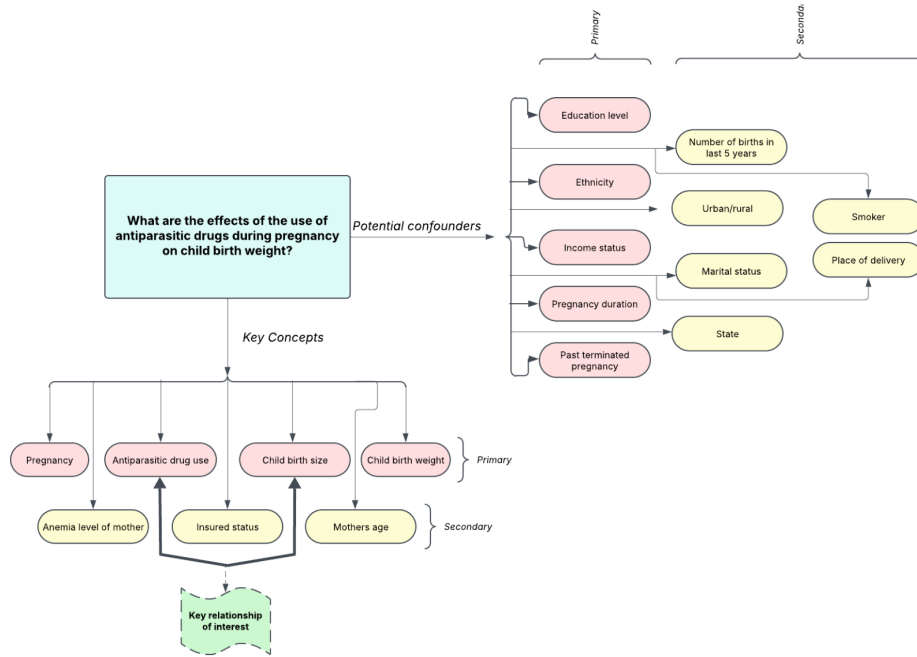 Primary
Seconda.
Education level
Number of births in
last 5 years
Ethnicity
Urban/rural
Smoker
What are the effects of the use of
antiparasitic drugs during pregnancy
on child birth weight?
Potential confounders
Income status
Place of delivery
Marital status
Pregnancy duration
State
Past terminated
pregnancy
Key Concepts
Pregnancy
Antiparasitic drug use
Child birth size
Child birth weight
Primary
Anemia level of mother
Insured status
Mothers age
Secondary
Key relationship
of interest